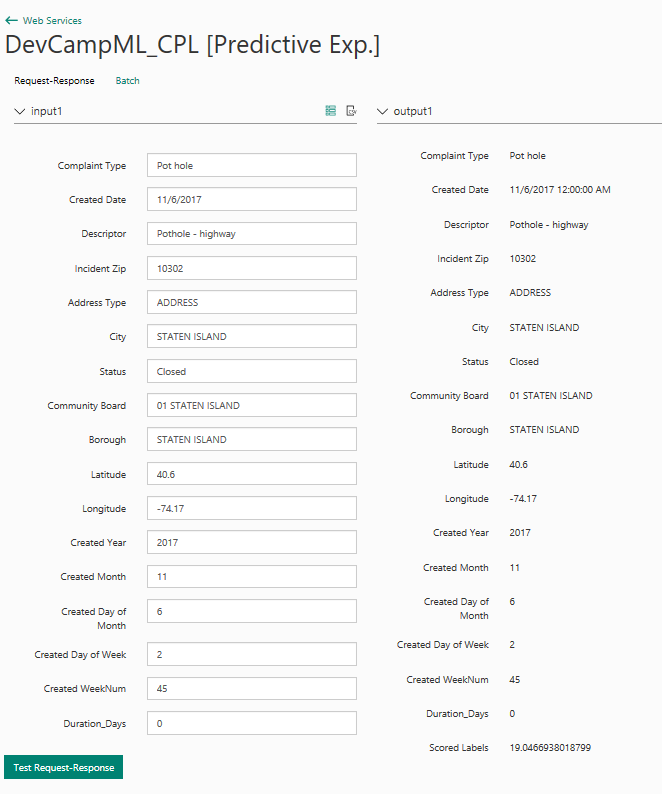 Web Services
DevCampML_CPL [Predictive Exp.]
Request-Response Batch
input1
Complaint Type Pot hole
Created Date 11/6/2017
Descriptor Pothole - highway
Incident Zip 10302
Address Type ADDRESS
City STATEN ISLAND
Status Closed
Community Board 01 STATEN ISLAND
Borough STATEN ISLAND
Latitude 40.6
Longitude -74.17
Created Year 2017
Created Month 11
Created Day of 6
Month
Created Day of Week 2
Created WeekNum 45
Duration_Days 0
Test Request-Response
output1
Complaint Type Pot hole
Created Date 11/6/2017 12:00:00 AM
Descriptor Pothole - highway
Incident Zip 10302
Address Type ADDRESS
City STATEN ISLAND
Status Closed
Community Board 01 STATEN ISLAND
Borough STATEN ISLAND
Latitude 40.6
Longitude -74.17
Created Year 2017
Created Month 11
Created Day of 6
Month
Created Day of Week 2
Created WeekNum 45
Duration_Days 0
Scored Labels 19.0466938018799